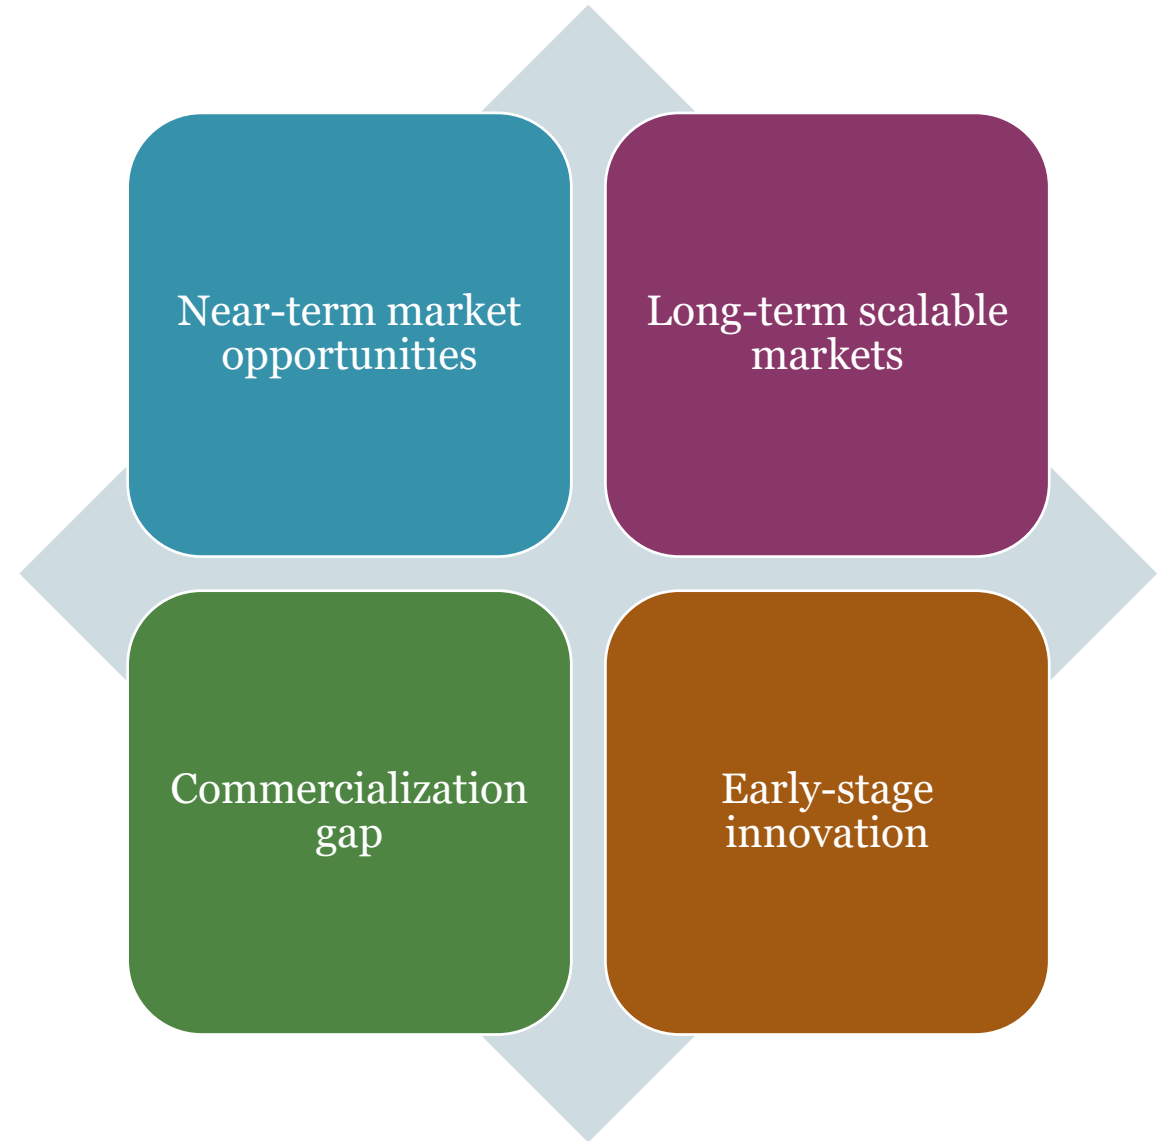 Near-term market
opportunities
Long-term scalable
markets
Commercialization
gap
Early-stage
innovation